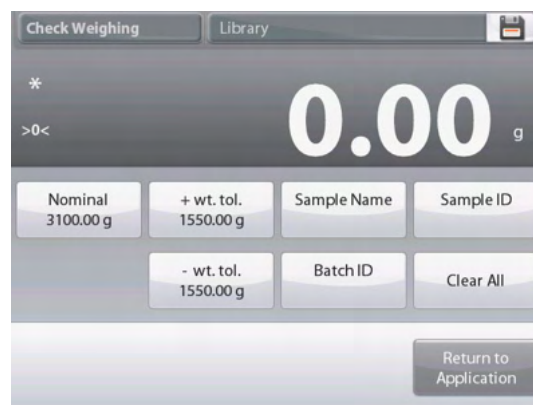 Check Weighing
Library
*
>0<
0.00 g
Nominal
3100.00 g
+ wt. tol.
1550.00 g
Sample Name
Sample ID
- wt. tol.
1550.00 g
Batch ID
Clear All
Return to
Application